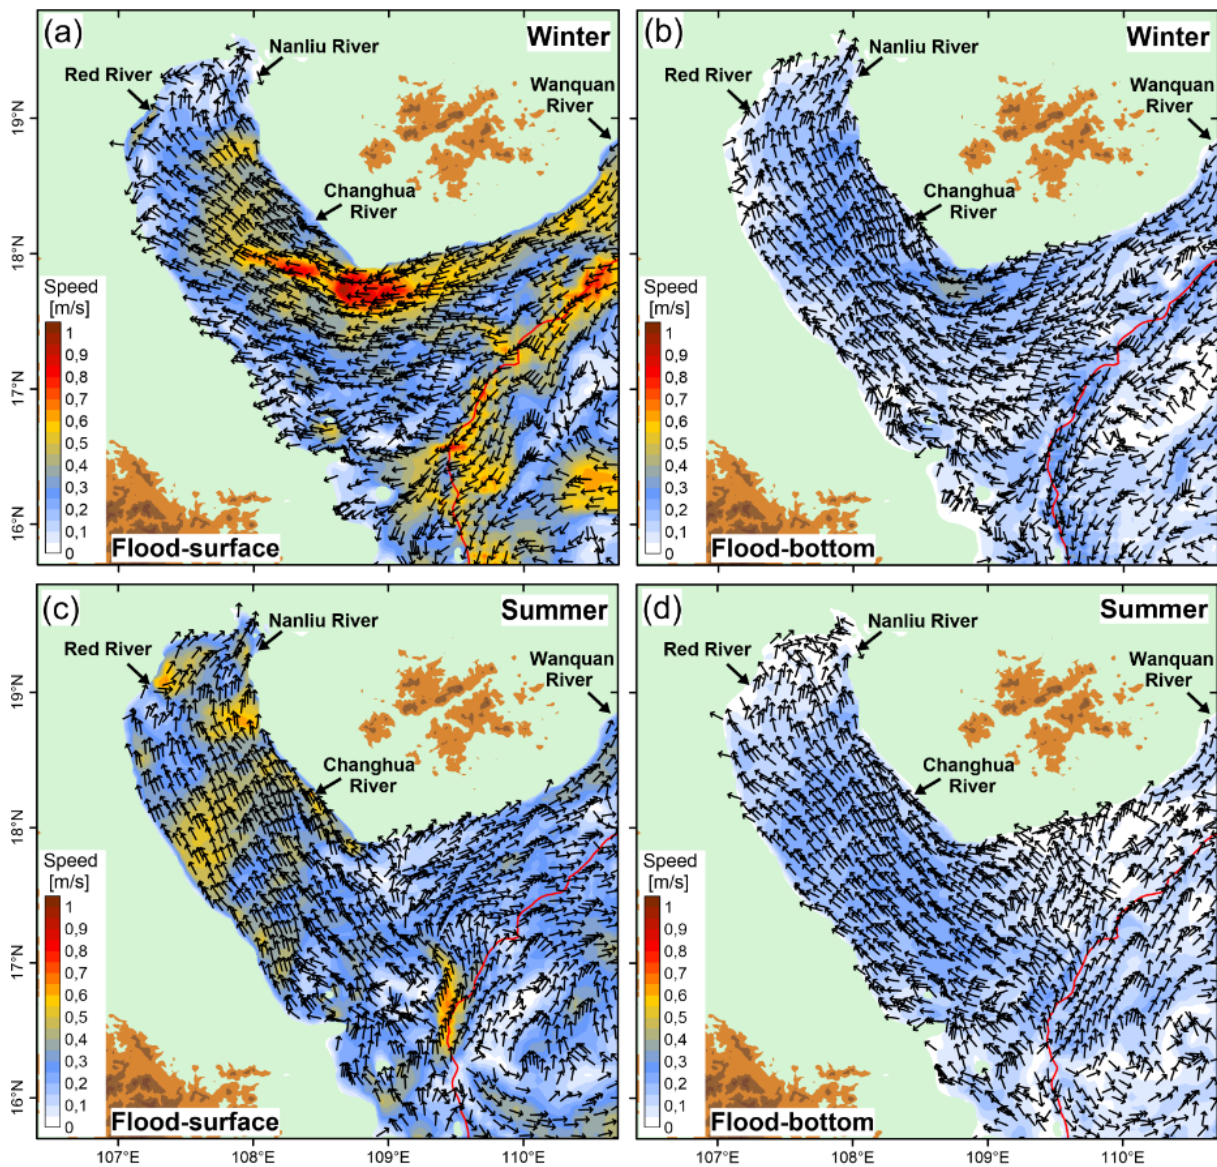 (a)
Winter
Nanliu River
Red River
Wanquan
River
Changhua
River
19°N
18°N
17°N
16°N
Speed
[m/s]
1
0,9
0,8
0,7
0,6
0,5
0,4
0,3
0,2
0,1
0
Flood-surface
(b)
Winter
Nanliu River
Red River
Wanquan
River
Changhua
River
Speed
[m/s]
1
0,9
0,8
0,7
0,6
0,5
0,4
0,3
0,2
0,1
0
Flood-bottom
(c)
Summer
Nanliu River
Red River
Wanquan
River
Changhua
River
19°N
18°N
17°N
16°N
Speed
[m/s]
1
0,9
0,8
0,7
0,6
0,5
0,4
0,3
0,2
0,1
0
Flood-surface
107°E
108°E
109°E
110°E
(d)
Summer
Nanliu River
Red River
Wanquan
River
Changhua
River
Speed
[m/s]
1
0,9
0,8
0,7
0,6
0,5
0,4
0,3
0,2
0,1
0
Flood-bottom
107°E
108°E
109°E
110°E